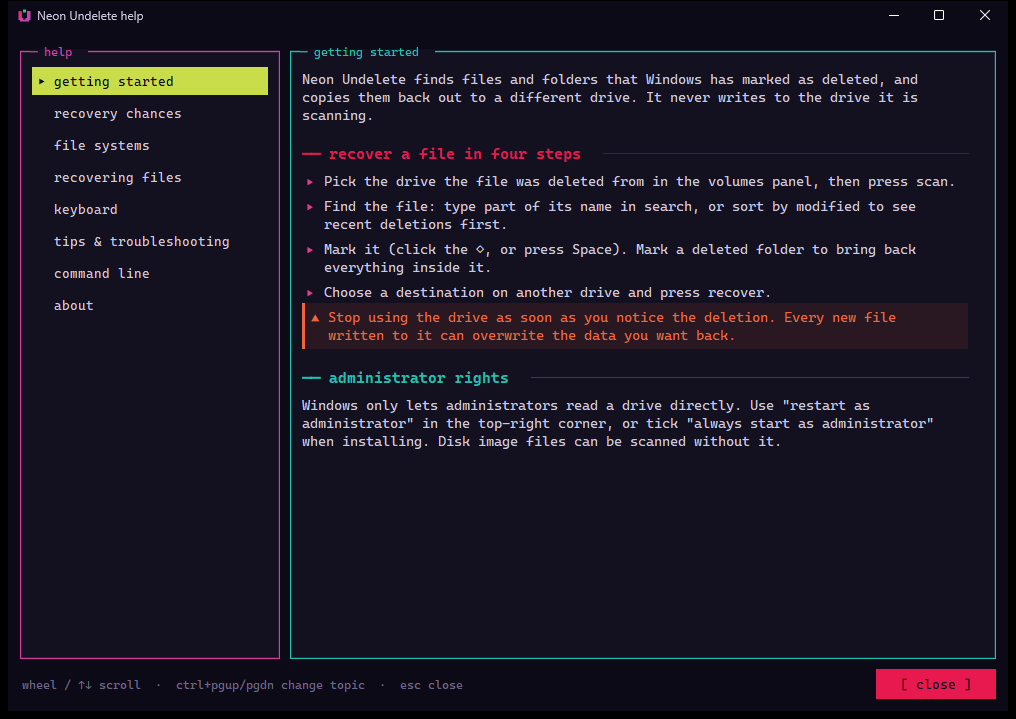 Neon Undelete help
help
▸ getting started
recovery chances
file systems
recovering files
keyboard
tips & troubleshooting
command line
about
getting started
Neon Undelete finds files and folders that Windows has marked as deleted, and
copies them back out to a different drive. It never writes to the drive it is
scanning.
recover a file in four steps
▸ Pick the drive the file was deleted from in the volumes panel, then press scan.
▸ Find the file: type part of its name in search, or sort by modified to see
recent deletions first.
▸ Mark it (click the ◇, or press Space). Mark a deleted folder to bring back
everything inside it.
▸ Choose a destination on another drive and press recover.
▲ Stop using the drive as soon as you notice the deletion. Every new file
written to it can overwrite the data you want back.
administrator rights
Windows only lets administrators read a drive directly. Use "restart as
administrator" in the top-right corner, or tick "always start as administrator"
when installing. Disk image files can be scanned without it.
wheel / ↑↓ scroll · ctrl+pgup/pgdn change topic · esc close
[ close ]